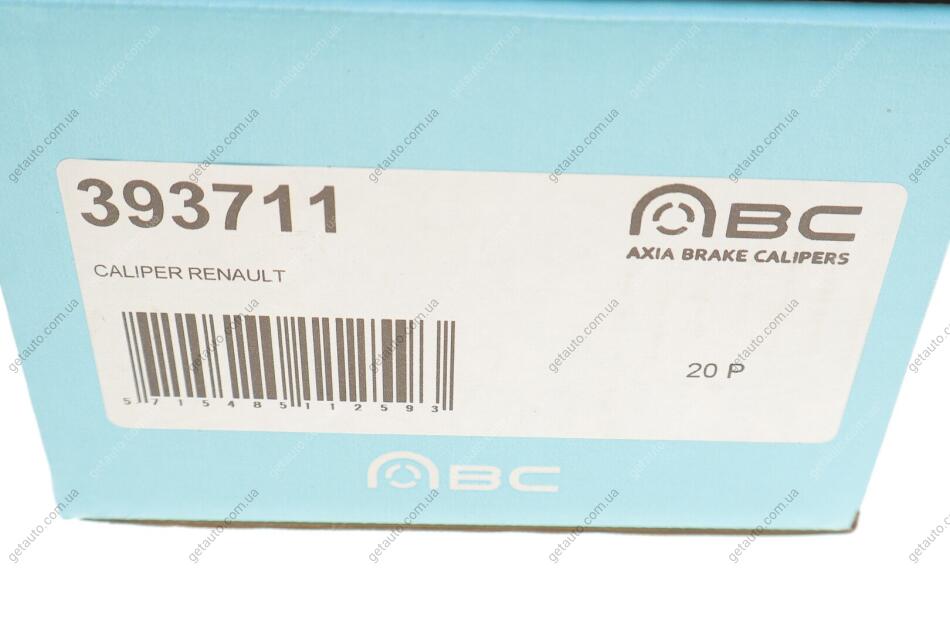 393711
ABC
AXIA BRAKE CALIPERS
CALIPER RENAULT
20 P
5715485112593
ABC
getauto.com.ua